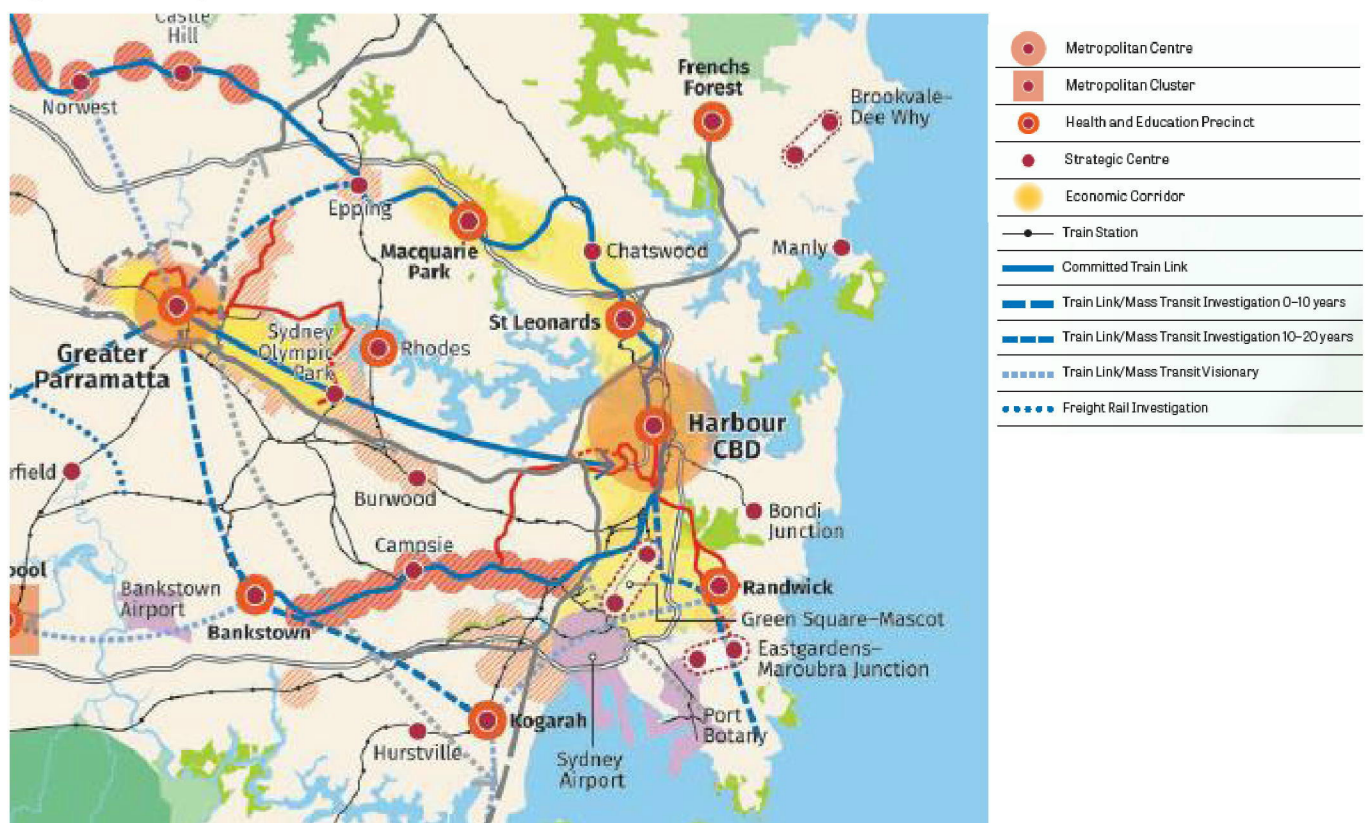 Castle
Hill
Norwest
Frenchs
Forest
Brookvale–
Dee Why
Epping
Macquarie
Park
Chatswood
Manly
St Leonards
Sydney
Olympic
Park
Rhodes
Greater
Parramatta
Harbour
CBD
rfield
Burwood
Bondi
Junction
Campsie
pool
Bankstown
Airport
Bankstown
Randwick
Green Square–Mascot
Eastgardens–
Maroubra Junction
Kogarah
Port
Botany
Hurstville
Sydney
Airport
Metropolitan Centre
Metropolitan Cluster
Health and Education Precinct
Strategic Centre
Economic Corridor
Train Station
Committed Train Link
Train Link/Mass Transit Investigation 0–10 years
Train Link/Mass Transit Investigation 10–20 years
Train Link/Mass Transit Visionary
Freight Rail Investigation